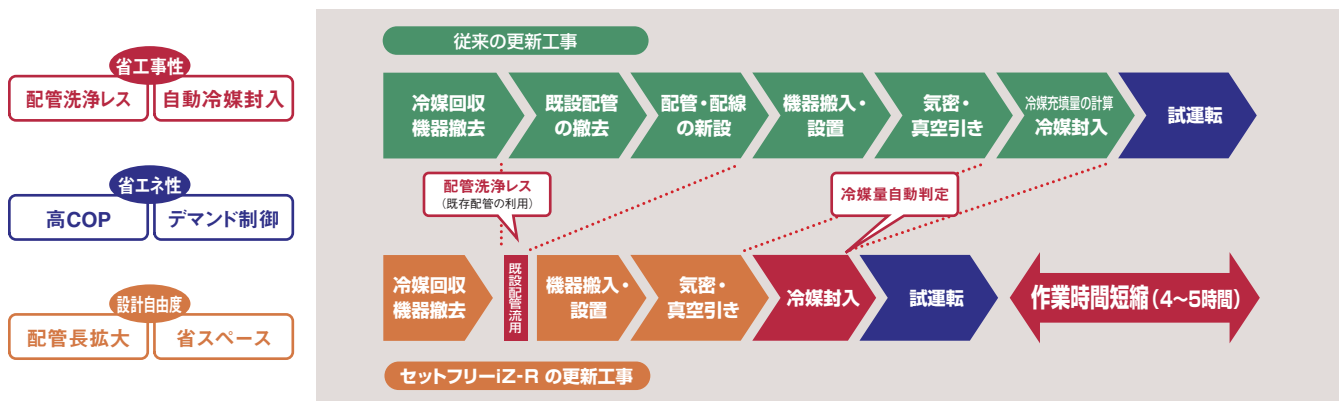 省工事性
配管洗浄レス
自動冷媒封入
省エネ性
高COP
デマンド制御
設計自由度
配管長拡大
省スペース
従来の更新工事
冷媒回収
機器撤去
既設配管
の撤去
配管・配線
の新設
機器搬入・
設置
気密・
真空引き
冷媒充填量の計算
冷媒封入
試運転
配管洗浄レス
(既存配管の利用)
冷媒量自動判定
冷媒回収
機器撤去
既設配管流用
機器搬入・
設置
気密・
真空引き
冷媒封入
試運転
作業時間短縮(4〜5時間)
セットフリーiZ-R の更新工事